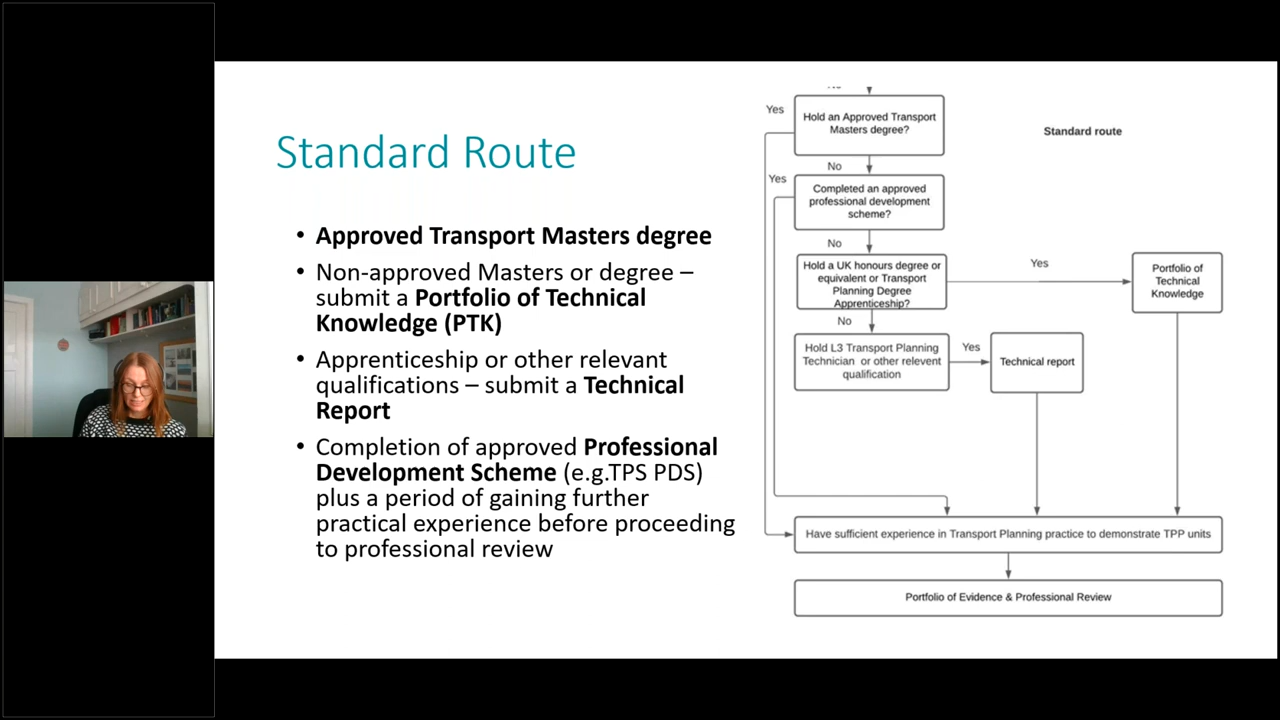 Standard Route
• Approved Transport Masters degree
• Non-approved Masters or degree –
submit a Portfolio of Technical
Knowledge (PTK)
• Apprenticeship or other relevant
qualifications – submit a Technical
Report
• Completion of approved Professional
Development Scheme (e.g.TPS PDS)
plus a period of gaining further
practical experience before proceeding
to professional review
Yes
Hold an Approved Transport
Masters degree?
Standard route
No
Yes
Completed an approved
professional development
scheme?
No
Hold a UK honours degree or
equivalent or Transport
Planning Degree
Apprenticeship?
Yes
Portfolio of
Technical
Knowledge
No
Hold L3 Transport Planning
Technician or other relevent
qualification
Yes
Technical report
Have sufficient experience in Transport Planning practice to demonstrate TPP units
Portfolio of Evidence & Professional Review